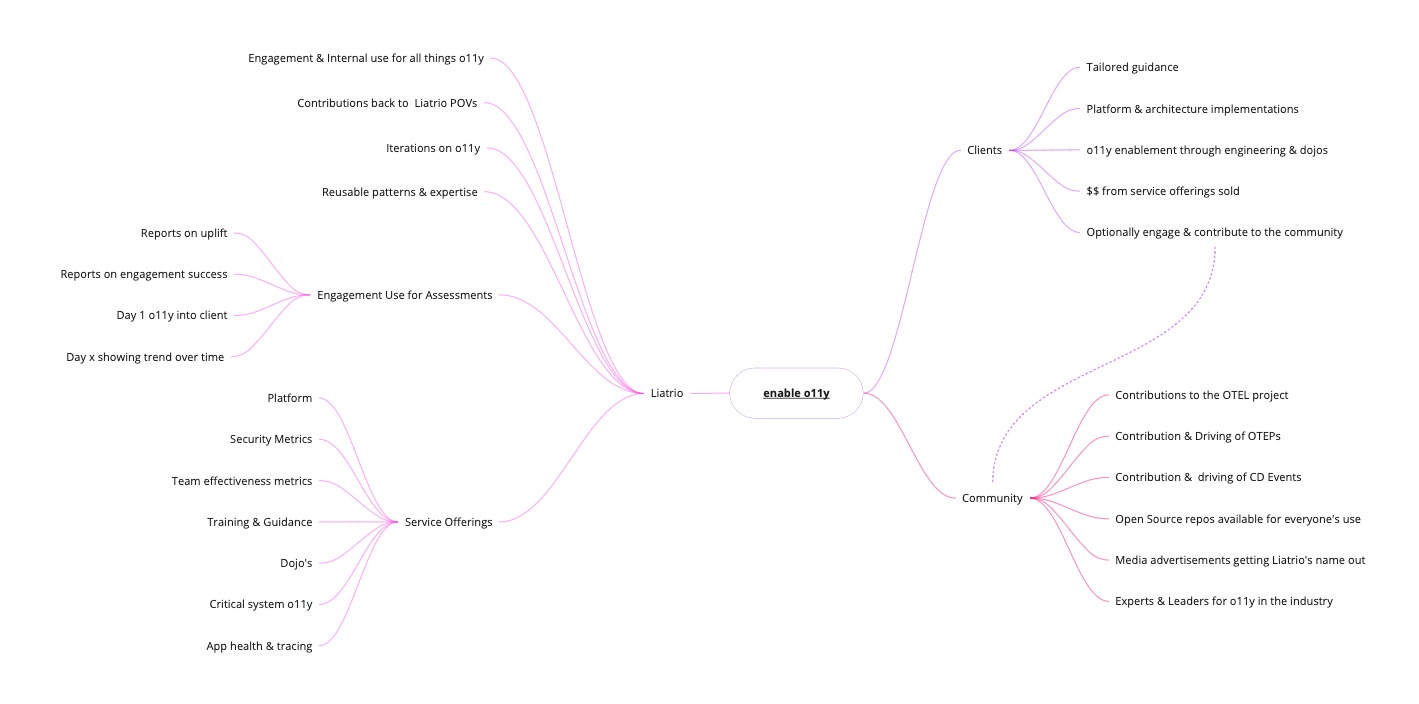 enable o11y
Liatrio
Engagement & Internal use for all things o11y
Contributions back to  Liatrio POVs
Iterations on o11y
Reusable patterns & expertise
Engagement Use for Assessments
Reports on uplift
Reports on engagement success
Day 1 o11y into client
Day x showing trend over time
Service Offerings
Platform
Security Metrics
Team effectiveness metrics
Training & Guidance
Dojo's
Critical system o11y
App health & tracing
Clients
Tailored guidance
Platform & architecture implementations
o11y enablement through engineering & dojos
$$ from service offerings sold
Optionally engage & contribute to the community
Community
Contributions to the OTEL project
Contribution & Driving of OTEPs
Contribution &  driving of CD Events
Open Source repos available for everyone's use
Media advertisements getting Liatrio's name out
Experts & Leaders for o11y in the industry